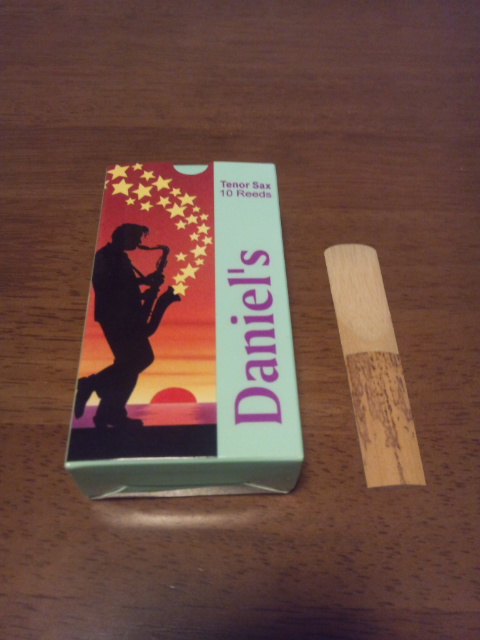 Tenor Sax
10 Reeds
Daniel's